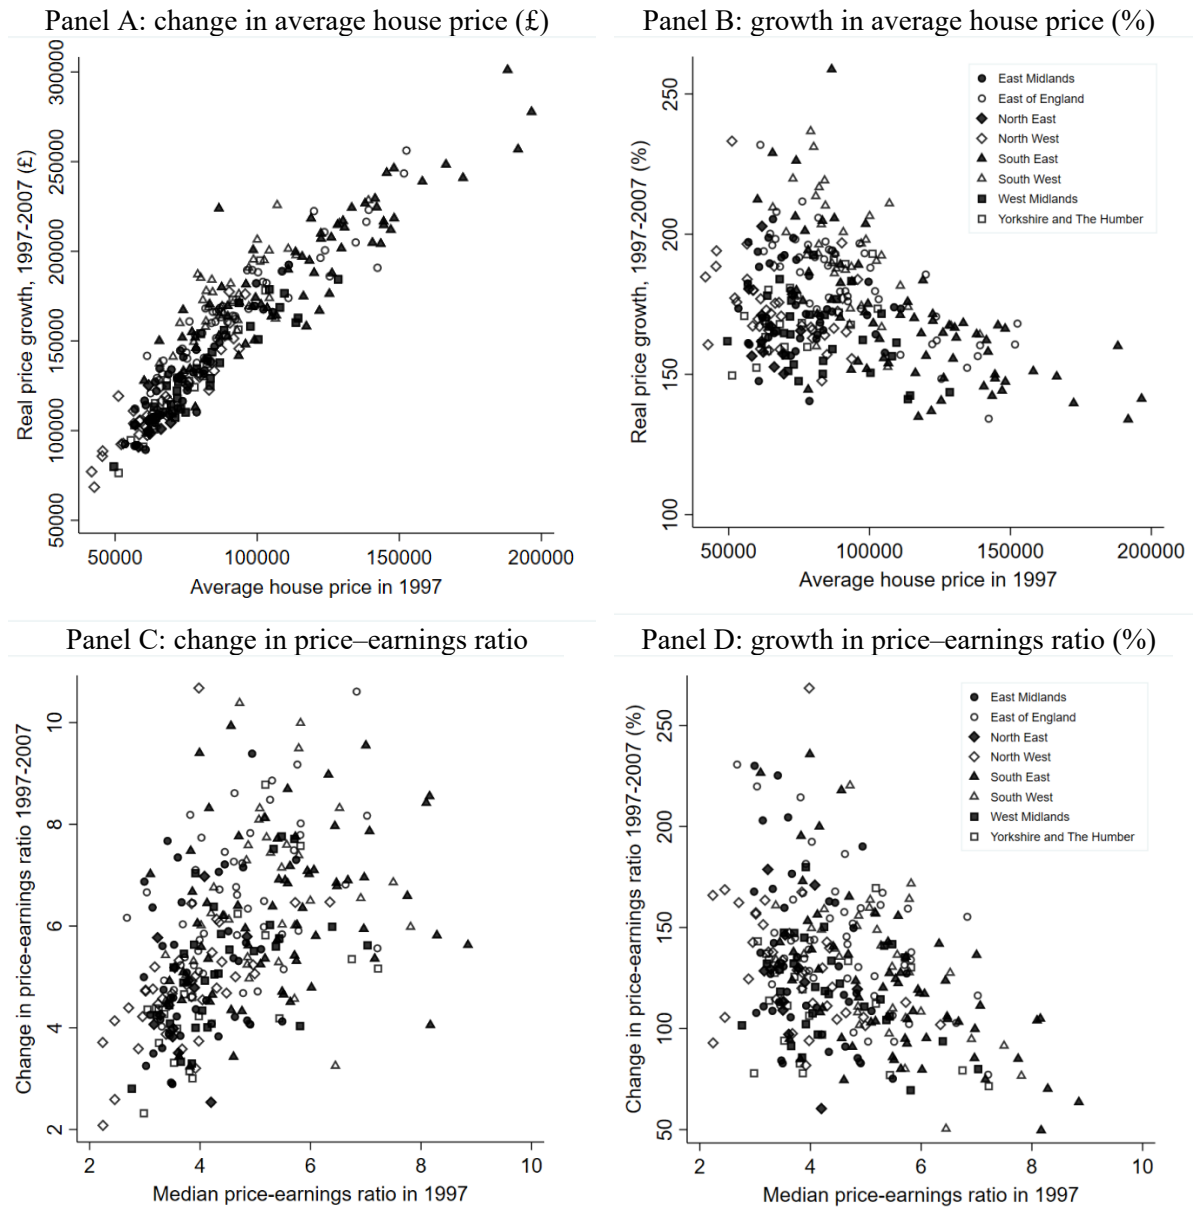 Panel A: change in average house price (£)
300000
250000
200000
150000
100000
50000
Real price growth, 1997-2007 (£)
50000 100000 150000 200000
Average house price in 1997
Panel B: growth in average house price (%)
250
200
150
100
Real price growth, 1997-2007 (%)
East Midlands
East of England
North East
North West
South East
South West
West Midlands
Yorkshire and The Humber
50000 100000 150000 200000
Average house price in 1997
Panel C: change in price–earnings ratio
10
8
6
4
2
Change in price-earnings ratio 1997-2007
2 4 6 8 10
Median price-earnings ratio in 1997
Panel D: growth in price–earnings ratio (%)
250
200
150
100
50
Change in price-earnings ratio 1997-2007 (%)
East Midlands
East of England
North East
North West
South East
South West
West Midlands
Yorkshire and The Humber
2 4 6 8 10
Median price-earnings ratio in 1997